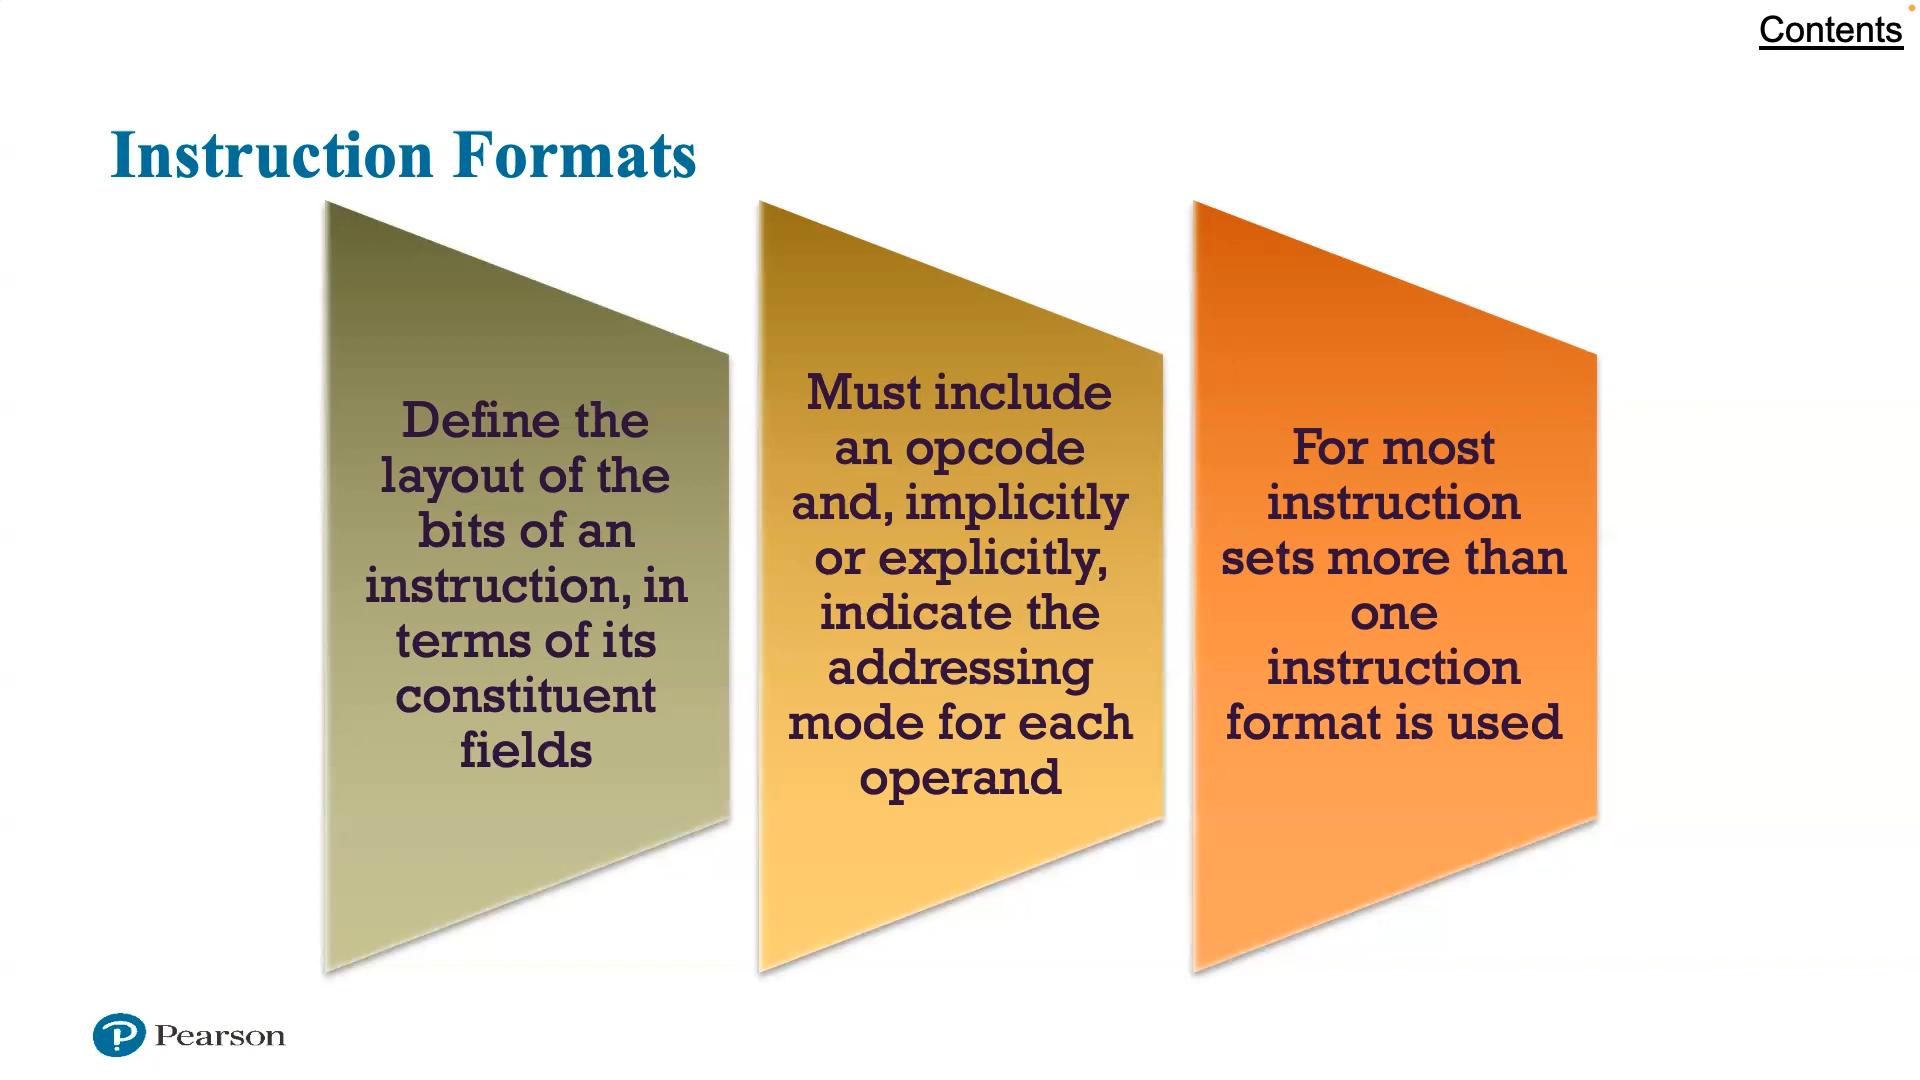 Contents
Instruction Formats
Define the
layout of the
bits of an
instruction, in
terms of its
constituent
fields
Must include
an opcode
and, implicitly
or explicitly,
indicate the
addressing
mode for each
operand
For most
instruction
sets more than
one
instruction
format is used
Pearson